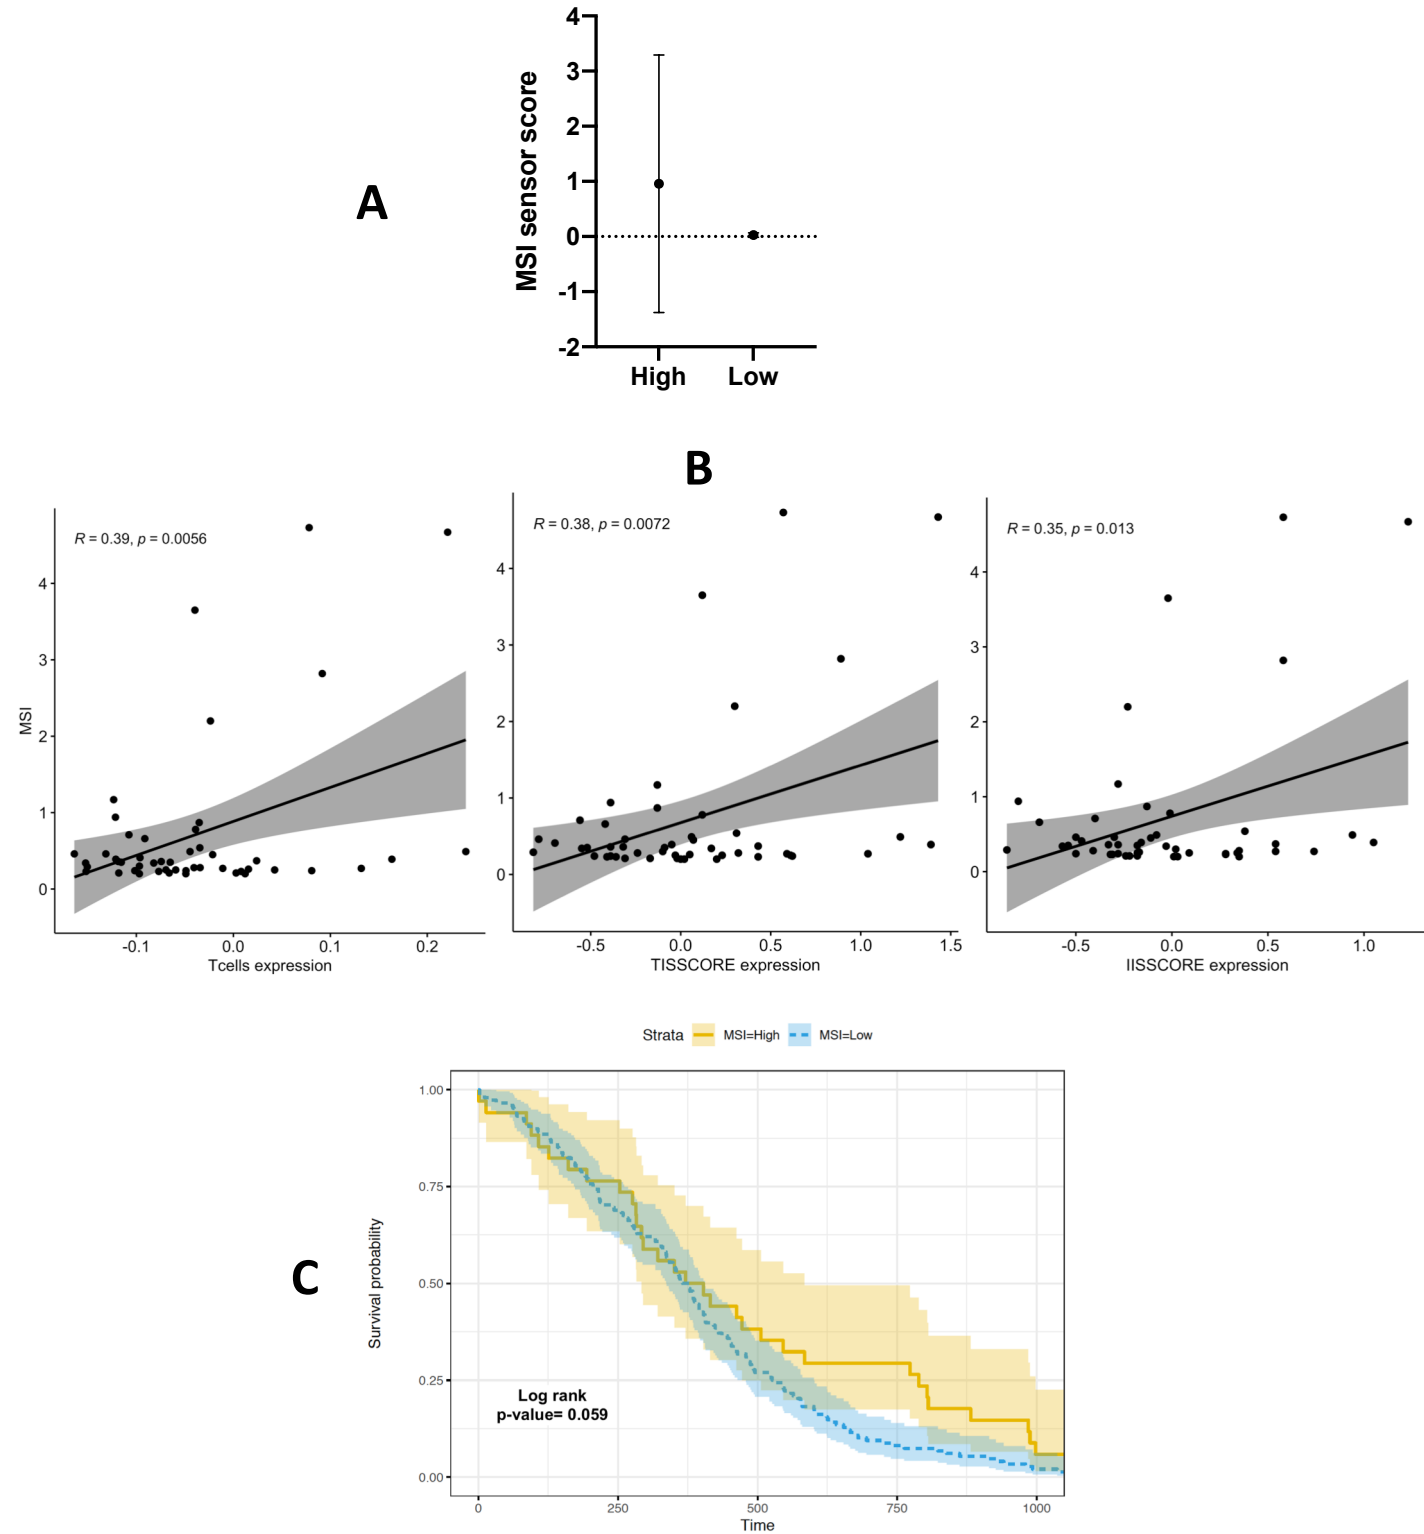 A
MSI sensor score
4
3
2
1
0
-1
-2
High Low
B
R = 0.39, p = 0.0056
MSI
4
3
2
1
0
-0.1 0.0 0.1 0.2
Tcells expression
R = 0.38, p = 0.0072
4
3
2
1
0
-0.5 0.0 0.5 1.0 1.5
TISSCORE expression
R = 0.35, p = 0.013
4
3
2
1
0
-0.5 0.0 0.5 1.0
IISSCORE expression
C
Strata MSI=High MSI=Low
Survival probability
1.00
0.75
0.50
0.25
0.00
Log rank
p-value= 0.059
0 250 500 750 1000
Time